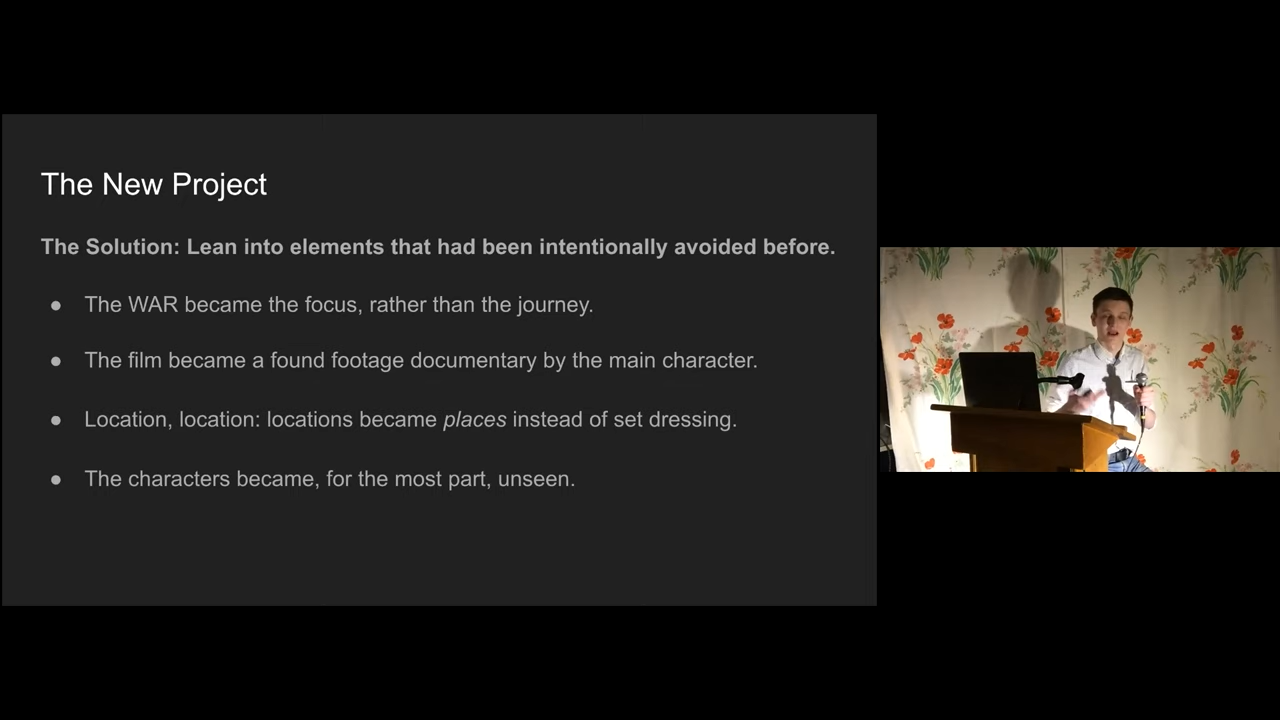 The New Project
The Solution: Lean into elements that had been intentionally avoided before.
● The WAR became the focus, rather than the journey.
● The film became a found footage documentary by the main character.
● Location, location: locations became places instead of set dressing.
● The characters became, for the most part, unseen.